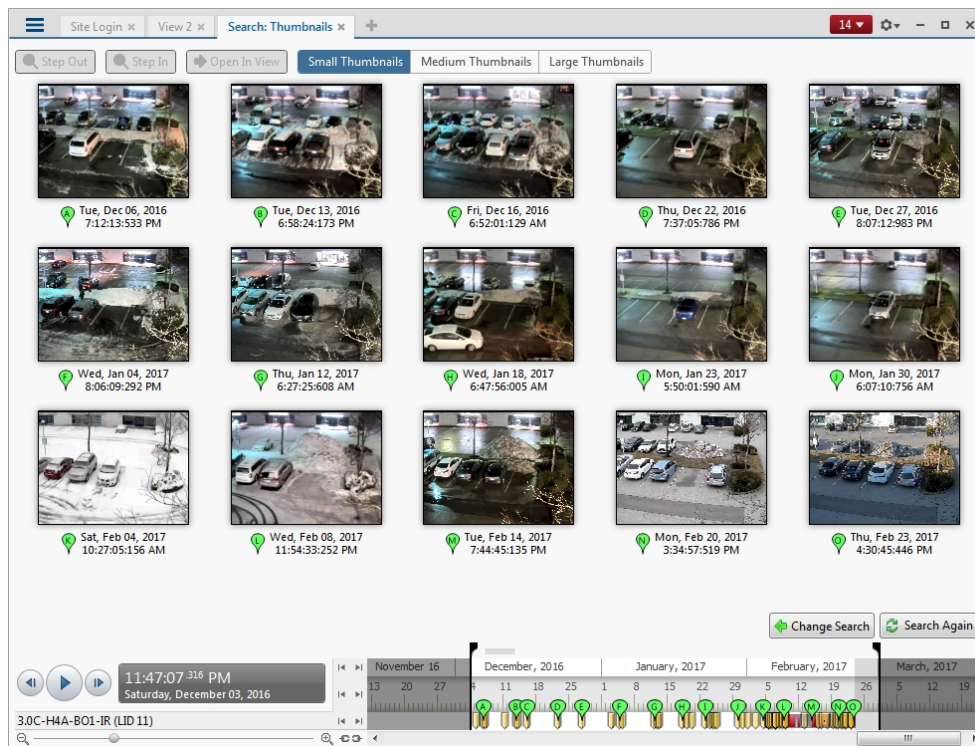 Site Login × View 2 × Search: Thumbnails × 14
Step Out Step In Open In View Small Thumbnails Medium Thumbnails Large Thumbnails
A Tue, Dec 06, 2016 B Tue, Dec 13, 2016 C Fri, Dec 16, 2016 D Thu, Dec 22, 2016 E Tue, Dec 27, 2016
7:12:13:533 PM 6:58:24:173 PM 6:52:01:129 AM 7:37:05:786 PM 8:07:12:983 PM
F Wed, Jan 04, 2017 G Thu, Jan 12, 2017 H Wed, Jan 18, 2017 I Mon, Jan 23, 2017 J Mon, Jan 30, 2017
8:06:09:292 PM 6:27:25:608 AM 6:47:56:005 AM 5:50:01:590 AM 6:07:10:756 AM
K Sat, Feb 04, 2017 L Wed, Feb 08, 2017 M Tue, Feb 14, 2017 N Mon, Feb 20, 2017 O Thu, Feb 23, 2017
10:27:05:156 AM 11:54:33:252 PM 7:44:45:135 PM 3:34:57:519 PM 4:30:45:446 PM
Change Search Search Again
November 16 December, 2016 January, 2017 February, 2017 March, 2017
11:47:07.316 PM
Saturday, December 03, 2016
13 20 27 4 11 18 25 1 8 15 22 29 5 12 19 26 5 12 19
A B C D E F G H I J K L M N O
3.0C-H4A-BO1-IR (LID 11)